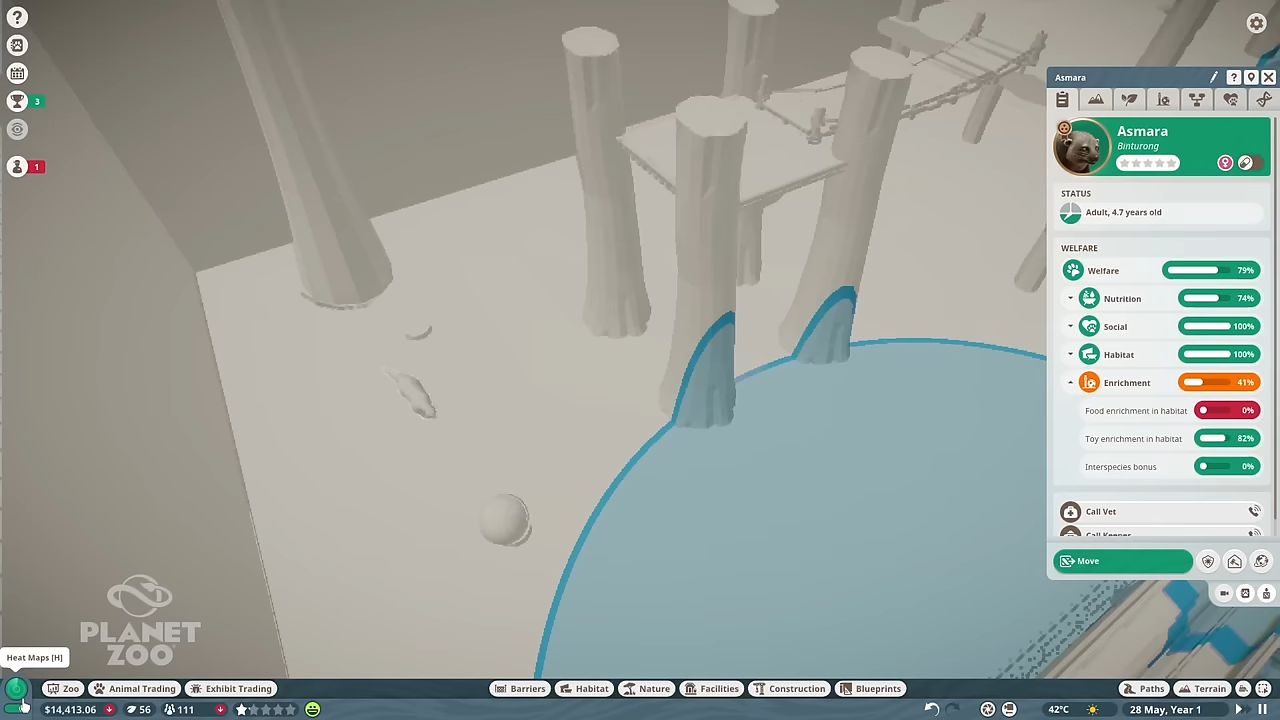 ?
3
1
Asmara
?
Asmara
Binturong
STATUS
Adult, 4.7 years old
WELFARE
Welfare 79%
Nutrition 74%
Social 100%
Habitat 100%
Enrichment 41%
Food enrichment in habitat 0%
Toy enrichment in habitat 82%
Interspecies bonus 0%
Call Vet
Call Keeper
Move
PLANET
ZOO
Heat Maps [H]
Zoo Animal Trading Exhibit Trading Barriers Habitat Nature Facilities Construction Blueprints Paths Terrain
$14,413.06 56 111 42°C 28 May, Year 1